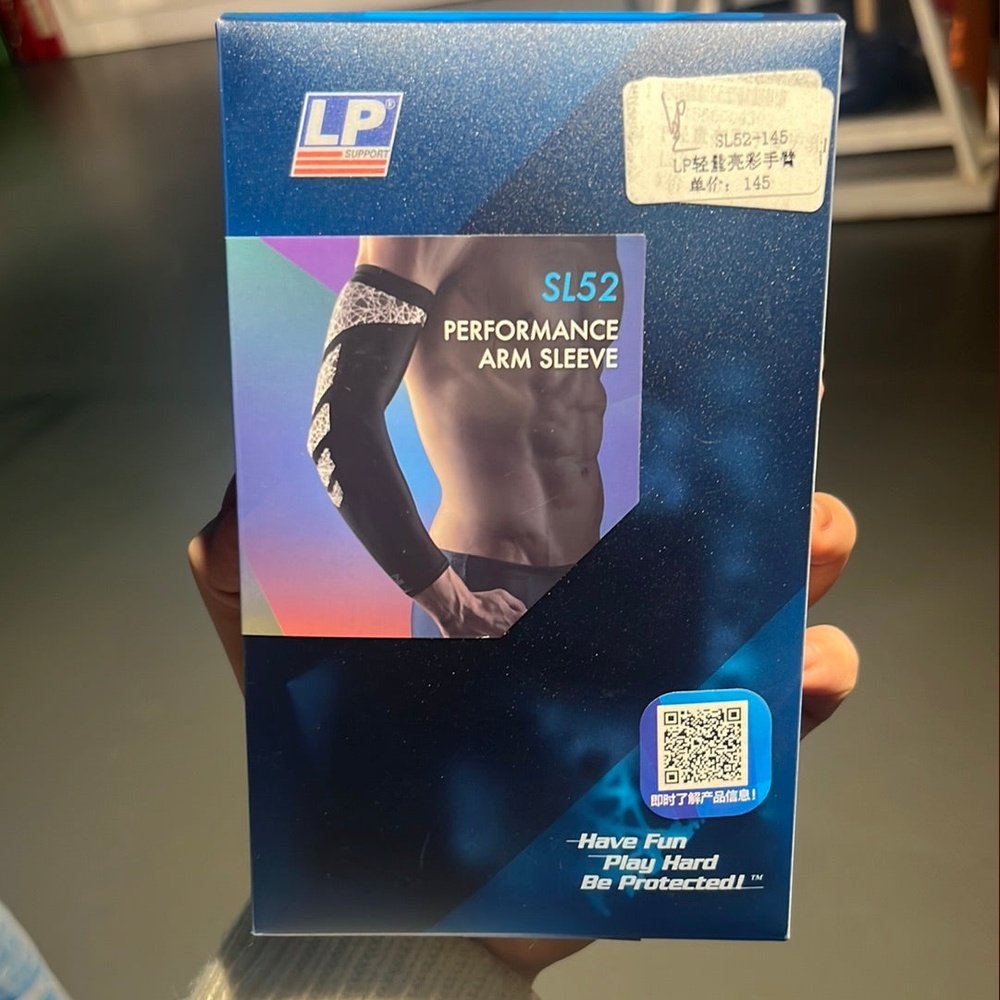 LP®
SUPPORT
SL52-145
LP轻量亮彩手臂
单价: 145
SL52
PERFORMANCE
ARM SLEEVE
即时了解产品信息!
Have Fun
Play Hard
Be Protected!™